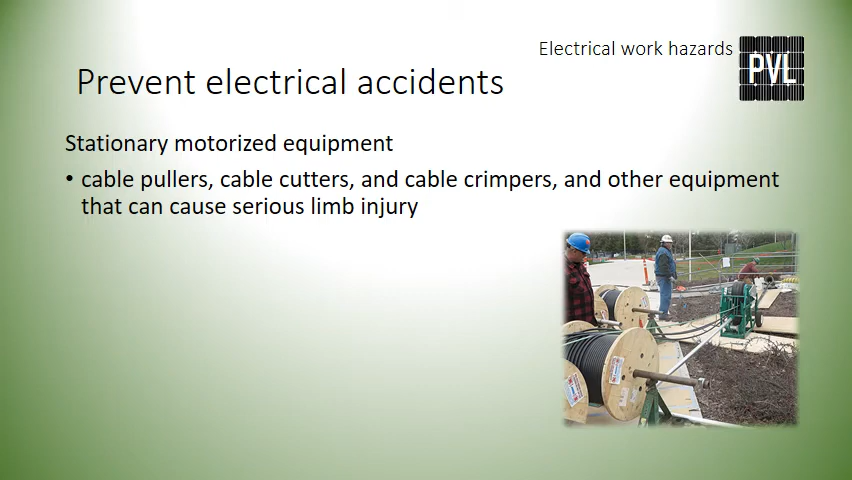 Electrical work hazards
PVL
Prevent electrical accidents
Stationary motorized equipment
• cable pullers, cable cutters, and cable crimpers, and other equipment
that can cause serious limb injury